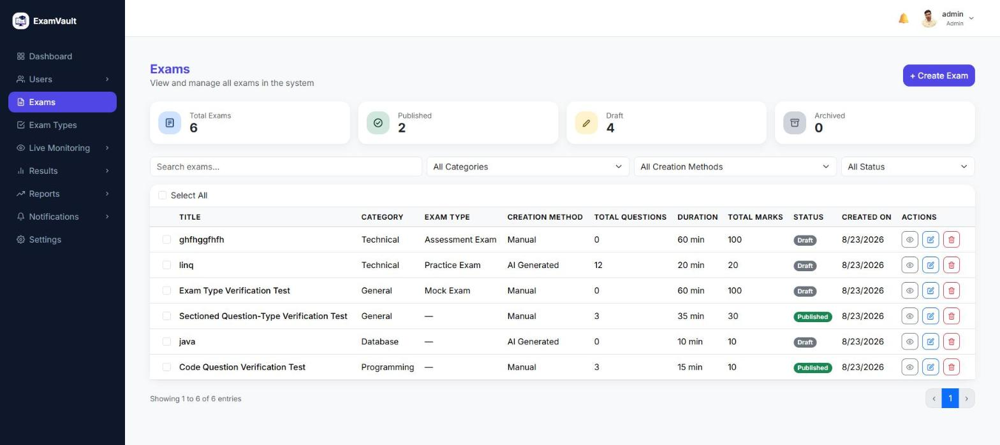 ExamVault
admin
Admin
Dashboard
Users
Exams
Exam Types
Live Monitoring
Results
Reports
Notifications
Settings
Exams
View and manage all exams in the system
+ Create Exam
Total Exams
6
Published
2
Draft
4
Archived
0
Search exams...
All Categories
All Creation Methods
All Status
Select All
TITLE CATEGORY EXAM TYPE CREATION METHOD TOTAL QUESTIONS DURATION TOTAL MARKS STATUS CREATED ON ACTIONS
ghfhggfhfh Technical Assessment Exam Manual 0 60 min 100 Draft 8/23/2026
linq Technical Practice Exam AI Generated 12 20 min 20 Draft 8/23/2026
Exam Type Verification Test General Mock Exam Manual 0 60 min 100 Draft 8/23/2026
Sectioned Question-Type Verification Test General — Manual 3 35 min 30 Published 8/23/2026
java Database — AI Generated 0 10 min 10 Draft 8/23/2026
Code Question Verification Test Programming — Manual 3 15 min 10 Published 8/23/2026
Showing 1 to 6 of 6 entries
‹ 1 ›